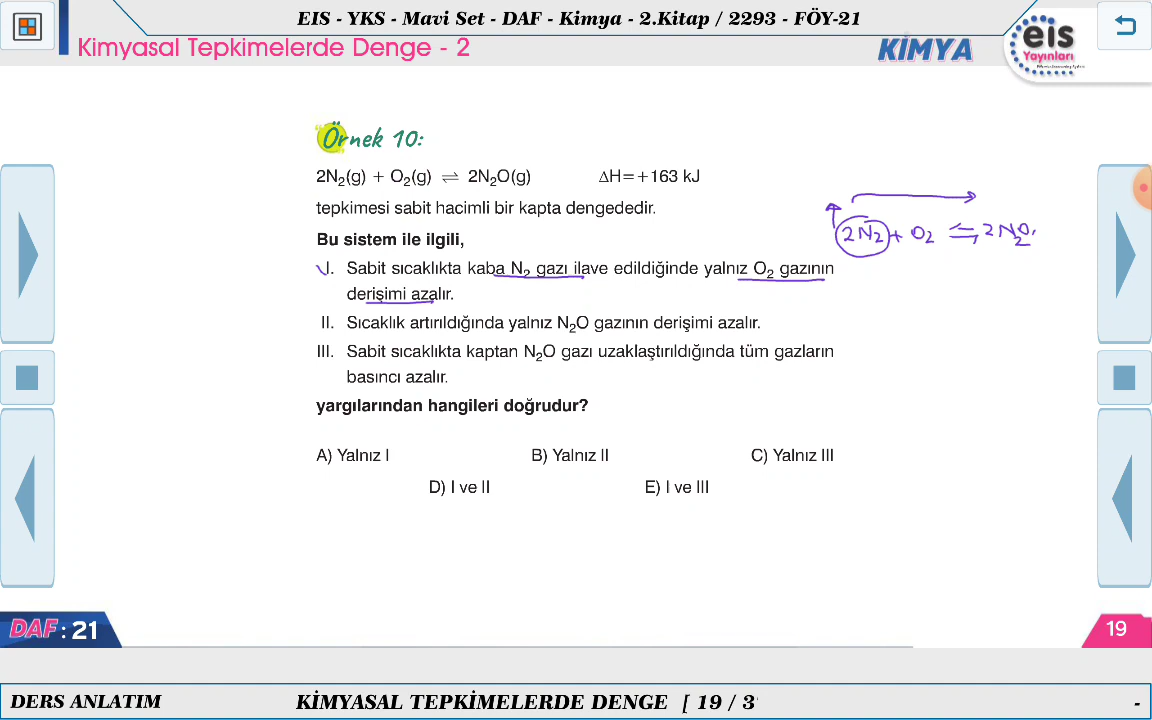 EIS - YKS - Mavi Set - DAF - Kimya - 2.Kitap / 2293 - FÖY-21
Kimyasal Tepkimelerde Denge - 2
KİMYA
eis
Yayınları
Örnek 10:
2N₂(g) + O₂(g) ⇌ 2N₂O(g) ΔH=+163 kJ
tepkimesi sabit hacimli bir kapta dengededir.
2N₂ + O₂ ⇌ 2N₂O
Bu sistem ile ilgili,
I. Sabit sıcaklıkta kaba N₂ gazı ilave edildiğinde yalnız O₂ gazının
derişimi azalır.
II. Sıcaklık artırıldığında yalnız N₂O gazının derişimi azalır.
III. Sabit sıcaklıkta kaptan N₂O gazı uzaklaştırıldığında tüm gazların
basıncı azalır.
yargılarından hangileri doğrudur?
A) Yalnız I B) Yalnız II C) Yalnız III
D) I ve II E) I ve III
DAF : 21
19
DERS ANLATIM KİMYASAL TEPKİMELERDE DENGE [ 19 / 3 -